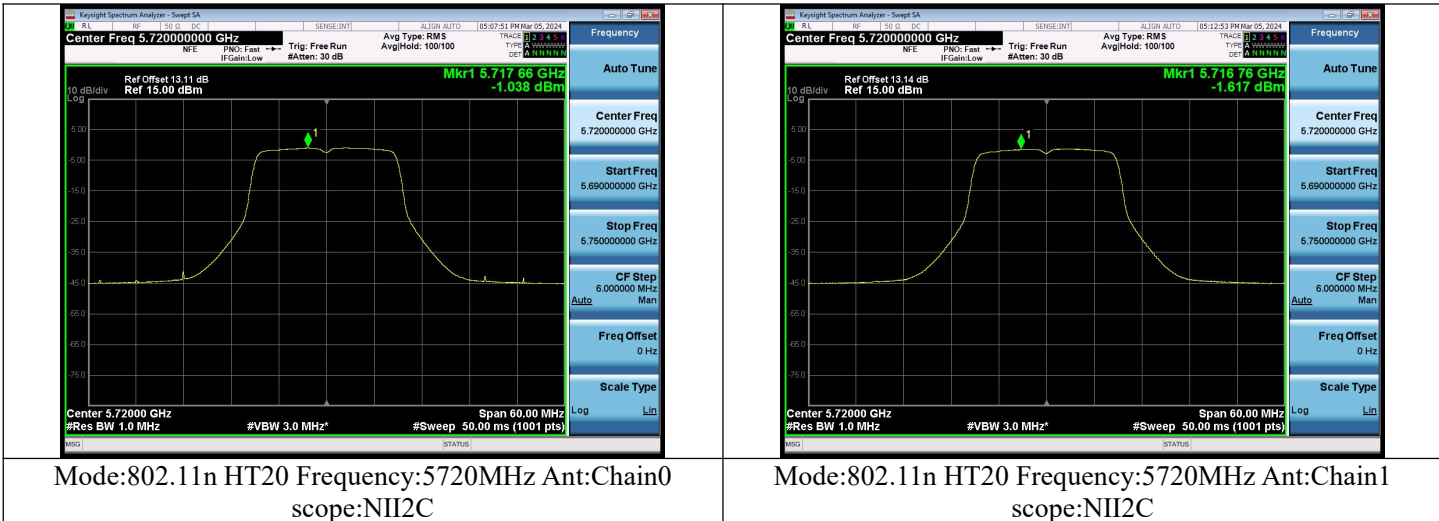 Keysight Spectrum Analyzer - Swept SA
RL RF 50 Ω DC SENSE:INT ALIGN AUTO 05:07:51 PM Mar 05, 2024
Center Freq 5.720000000 GHz
NFE PNO: Fast Trig: Free Run
IFGain:Low #Atten: 30 dB
Avg Type: RMS
Avg|Hold: 100/100
TRACE 1 2 3 4 5 6
TYPE A WWWWW
DET A N N N N N
Ref Offset 13.11 dB
10 dB/div Ref 15.00 dBm
Log
Mkr1 5.717 66 GHz
-1.038 dBm
5.00
-5.00
-15.0
-25.0
-35.0
-45.0
-55.0
-65.0
-75.0
1
Center 5.72000 GHz Span 60.00 MHz
#Res BW 1.0 MHz #VBW 3.0 MHz* #Sweep 50.00 ms (1001 pts)
MSG STATUS
Frequency
Auto Tune
Center Freq
5.720000000 GHz
Start Freq
5.690000000 GHz
Stop Freq
5.750000000 GHz
CF Step
6.000000 MHz
Auto Man
Freq Offset
0 Hz
Scale Type
Log Lin
Mode:802.11n HT20 Frequency:5720MHz Ant:Chain0
scope:NII2C
Keysight Spectrum Analyzer - Swept SA
RL RF 50 Ω DC SENSE:INT ALIGN AUTO 05:12:53 PM Mar 05, 2024
Center Freq 5.720000000 GHz
NFE PNO: Fast Trig: Free Run
IFGain:Low #Atten: 30 dB
Avg Type: RMS
Avg|Hold: 100/100
TRACE 1 2 3 4 5 6
TYPE A WWWWW
DET A N N N N N
Ref Offset 13.14 dB
10 dB/div Ref 15.00 dBm
Log
Mkr1 5.716 76 GHz
-1.617 dBm
5.00
-5.00
-15.0
-25.0
-35.0
-45.0
-55.0
-65.0
-75.0
1
Center 5.72000 GHz Span 60.00 MHz
#Res BW 1.0 MHz #VBW 3.0 MHz* #Sweep 50.00 ms (1001 pts)
MSG STATUS
Frequency
Auto Tune
Center Freq
5.720000000 GHz
Start Freq
5.690000000 GHz
Stop Freq
5.750000000 GHz
CF Step
6.000000 MHz
Auto Man
Freq Offset
0 Hz
Scale Type
Log Lin
Mode:802.11n HT20 Frequency:5720MHz Ant:Chain1
scope:NII2C